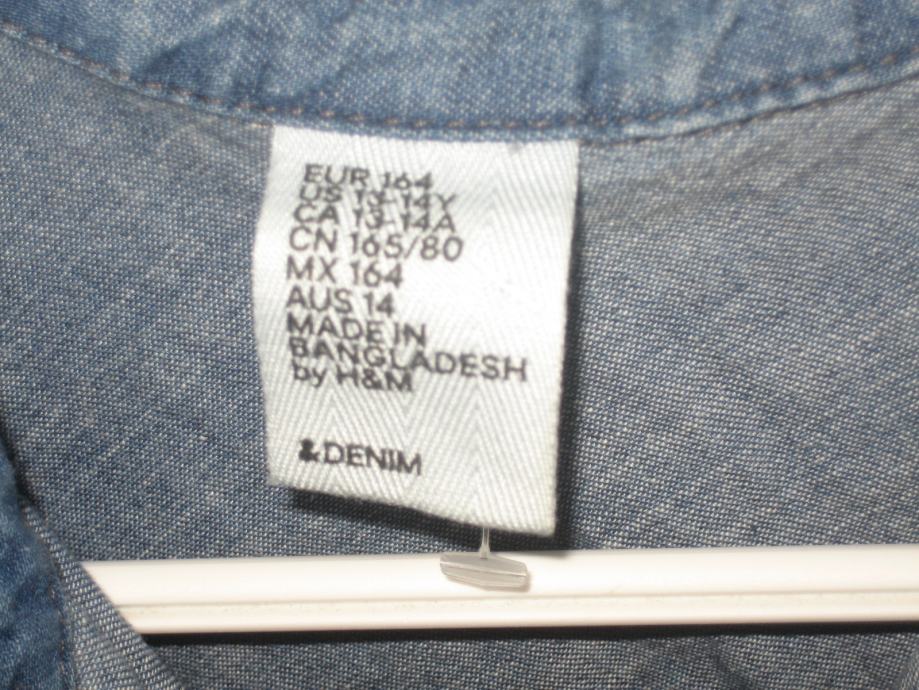 EUR 164
US 13-14Y
CA 13-14A
CN 165/80
MX 164
AUS 14
MADE IN
BANGLADESH
by H&M
&DENIM